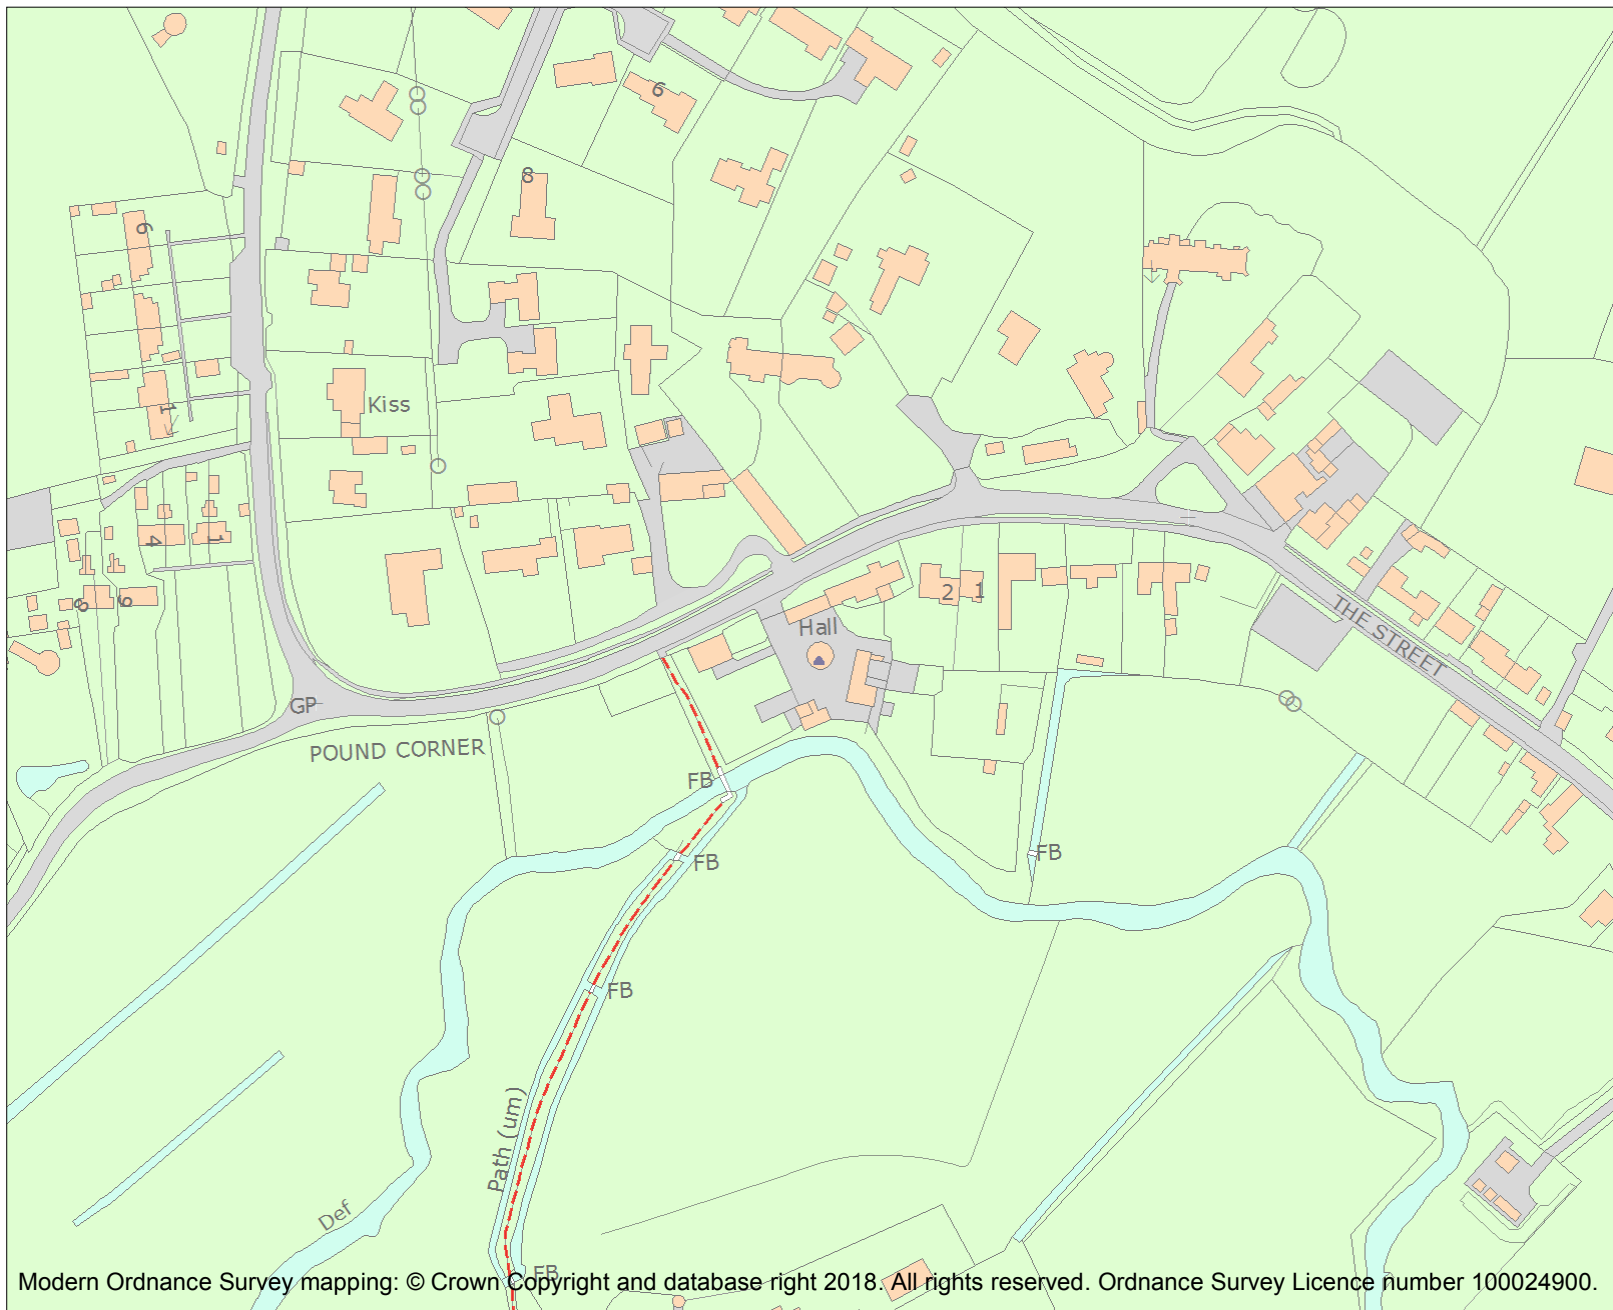 6
8
6
Kiss
1
4
1
8
6
2
1
Hall
THE STREET
GP
POUND CORNER
FB
FB
FB
FB
Path (um)
Def
FB
Modern Ordnance Survey mapping: © Crown Copyright and database right 2018. All rights reserved. Ordnance Survey Licence number 100024900.